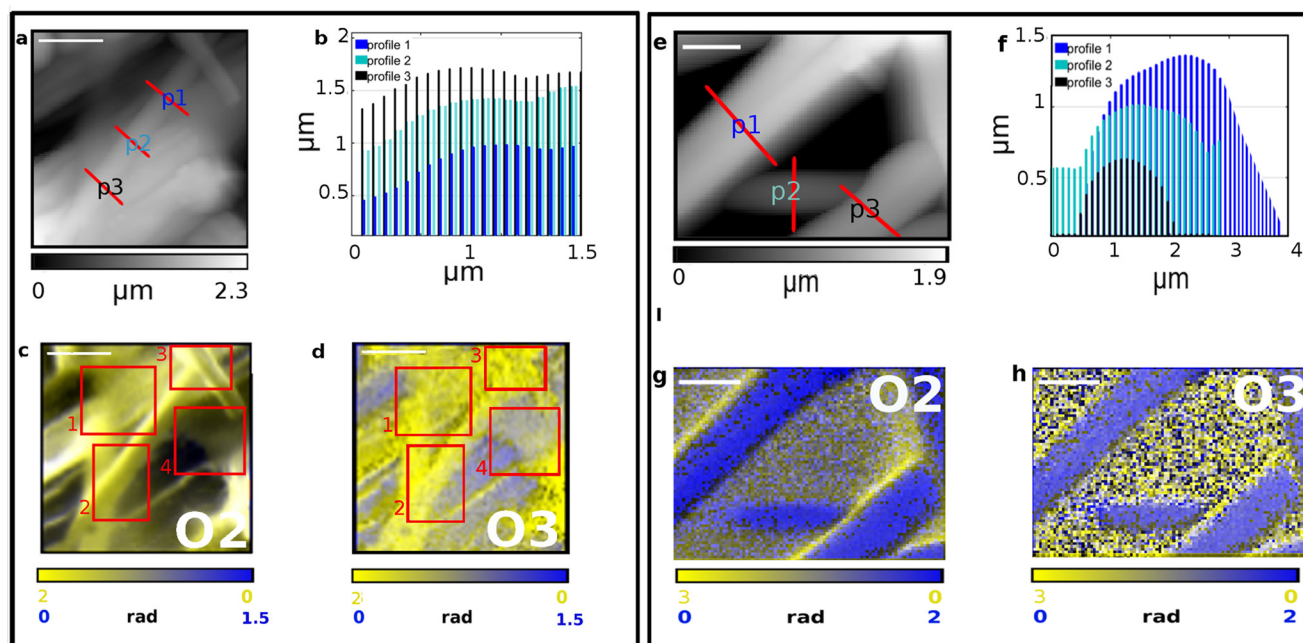 a
p1
p2
p3
0 2.3
μm
b
profile 1
profile 2
profile 3
2
1.5
1
0.5
0 1 1.5
μm
μm
e
p1
p2
p3
0 1.9
μm
f
profile 1
profile 2
profile 3
1.5
1
0.5
0 1 2 3 4
μm
μm
c
1
2
3
4
O2
2 0
0 rad 1.5
d
1
2
3
4
O3
2 0
0 rad 1.5
I
g
O2
3 0
0 rad 2
h
O3
3 0
0 rad 2